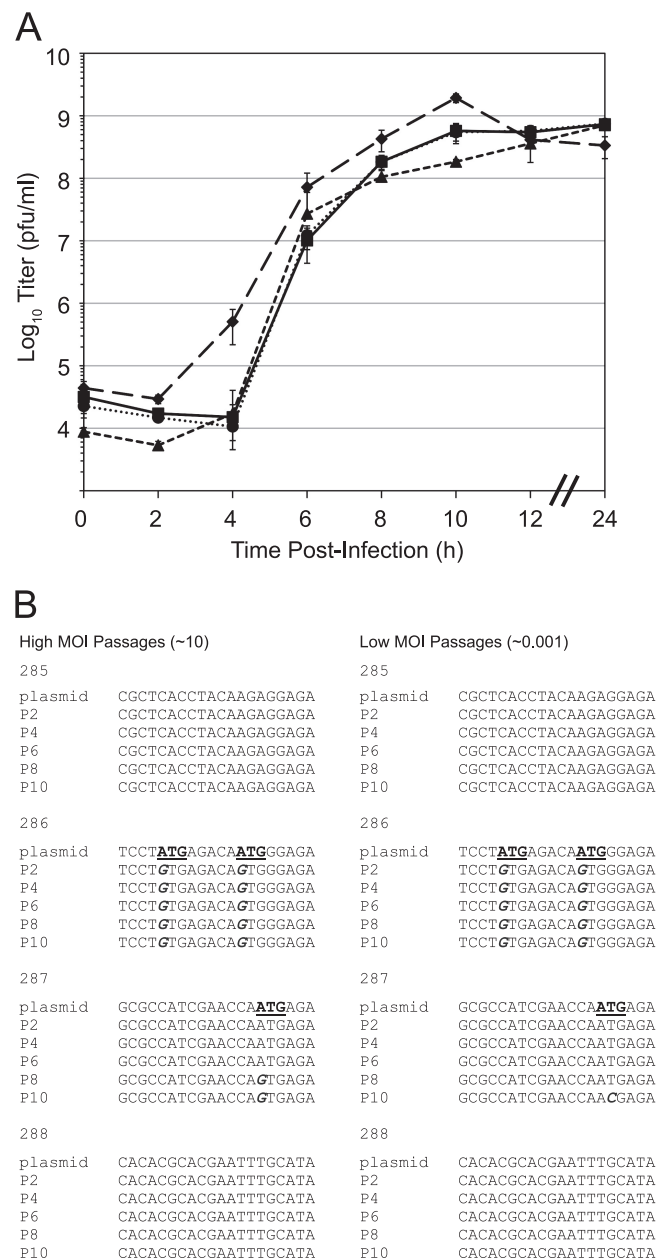 A
10
9
8
7
6
5
4
Log10 Titer (pfu/ml)
0 2 4 6 8 10 12 24
Time Post-Infection (h)
B
High MOI Passages (~10)
285
plasmid CGCTCACCTACAAGAGGAGA
P2 CGCTCACCTACAAGAGGAGA
P4 CGCTCACCTACAAGAGGAGA
P6 CGCTCACCTACAAGAGGAGA
P8 CGCTCACCTACAAGAGGAGA
P10 CGCTCACCTACAAGAGGAGA
286
plasmid TCCTATGAGACAATGGGAGA
P2 TCCTGTGAGACAGTGGGAGA
P4 TCCTGTGAGACAGTGGGAGA
P6 TCCTGTGAGACAGTGGGAGA
P8 TCCTGTGAGACAGTGGGAGA
P10 TCCTGTGAGACAGTGGGAGA
287
plasmid GCGCCATCGAACCAATGAGA
P2 GCGCCATCGAACCAATGAGA
P4 GCGCCATCGAACCAATGAGA
P6 GCGCCATCGAACCAATGAGA
P8 GCGCCATCGAACCAGTGAGA
P10 GCGCCATCGAACCAGTGAGA
288
plasmid CACACGCACGAATTTGCATA
P2 CACACGCACGAATTTGCATA
P4 CACACGCACGAATTTGCATA
P6 CACACGCACGAATTTGCATA
P8 CACACGCACGAATTTGCATA
P10 CACACGCACGAATTTGCATA
Low MOI Passages (~0.001)
285
plasmid CGCTCACCTACAAGAGGAGA
P2 CGCTCACCTACAAGAGGAGA
P4 CGCTCACCTACAAGAGGAGA
P6 CGCTCACCTACAAGAGGAGA
P8 CGCTCACCTACAAGAGGAGA
P10 CGCTCACCTACAAGAGGAGA
286
plasmid TCCTATGAGACAATGGGAGA
P2 TCCTGTGAGACAGTGGGAGA
P4 TCCTGTGAGACAGTGGGAGA
P6 TCCTGTGAGACAGTGGGAGA
P8 TCCTGTGAGACAGTGGGAGA
P10 TCCTGTGAGACAGTGGGAGA
287
plasmid GCGCCATCGAACCAATGAGA
P2 GCGCCATCGAACCAATGAGA
P4 GCGCCATCGAACCAATGAGA
P6 GCGCCATCGAACCAATGAGA
P8 GCGCCATCGAACCAATGAGA
P10 GCGCCATCGAACCAACGAGA
288
plasmid CACACGCACGAATTTGCATA
P2 CACACGCACGAATTTGCATA
P4 CACACGCACGAATTTGCATA
P6 CACACGCACGAATTTGCATA
P8 CACACGCACGAATTTGCATA
P10 CACACGCACGAATTTGCATA